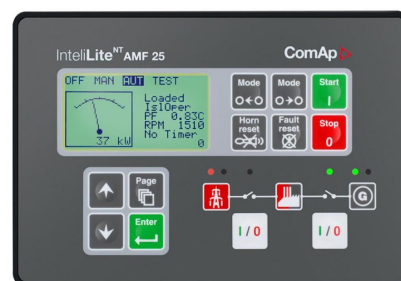 InteliLite NT AMF 25
ComAp
OFF MAN AUT TEST
Loaded
IslOper
PF 0.83C
RPM 1510
No Timer
37 kW
0
Mode
Mode
Start
I
Horn reset
Fault reset
Stop
0
Page
Enter
I/0
I/0
G